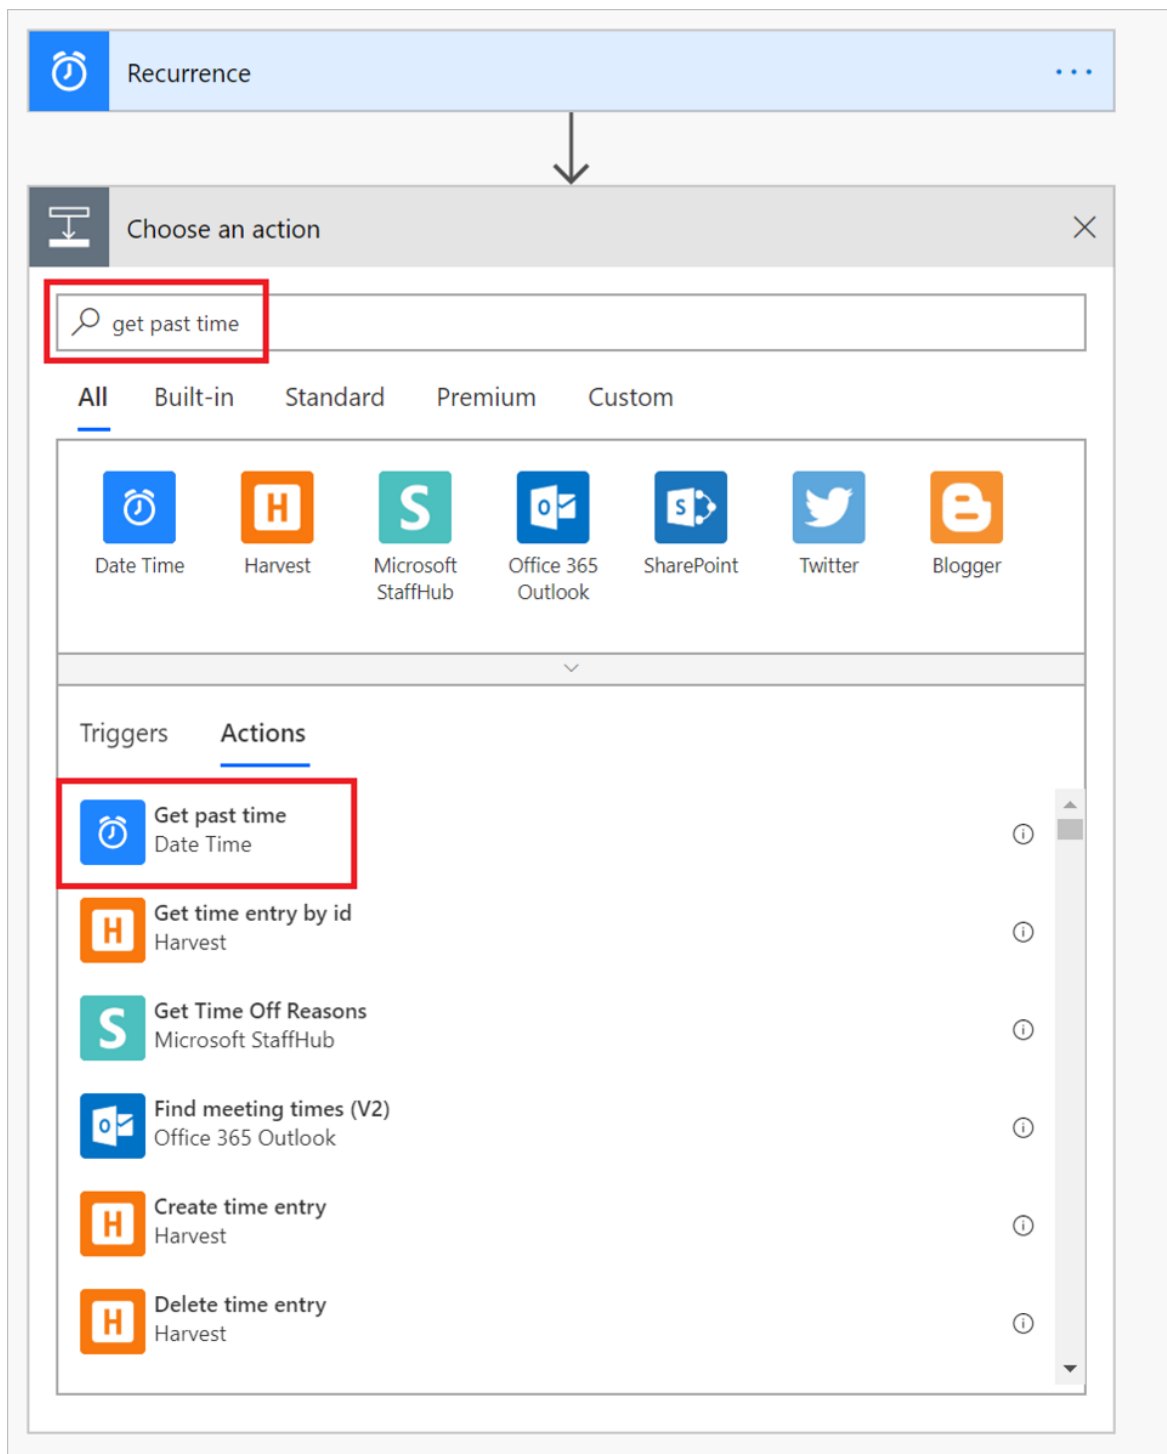 Recurrence
Choose an action
get past time
All Built-in Standard Premium Custom
Date Time Harvest Microsoft StaffHub Office 365 Outlook SharePoint Twitter Blogger
Triggers Actions
Get past time
Date Time
Get time entry by id
Harvest
Get Time Off Reasons
Microsoft StaffHub
Find meeting times (V2)
Office 365 Outlook
Create time entry
Harvest
Delete time entry
Harvest